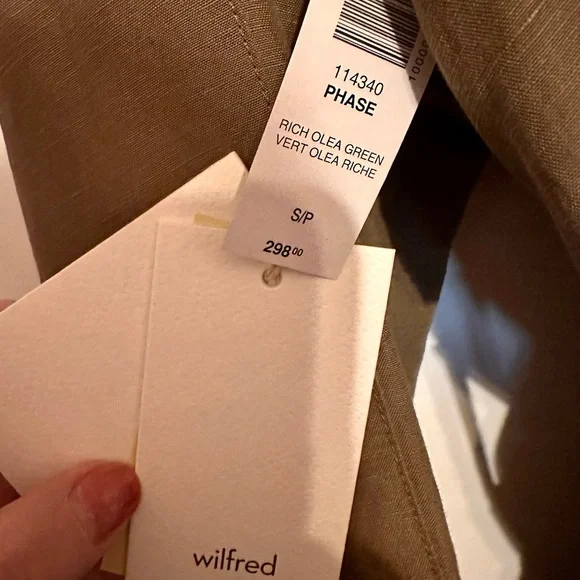 114340
PHASE
RICH OLEA GREEN
VERT OLEA RICHE
S/P
298.00
wilfred